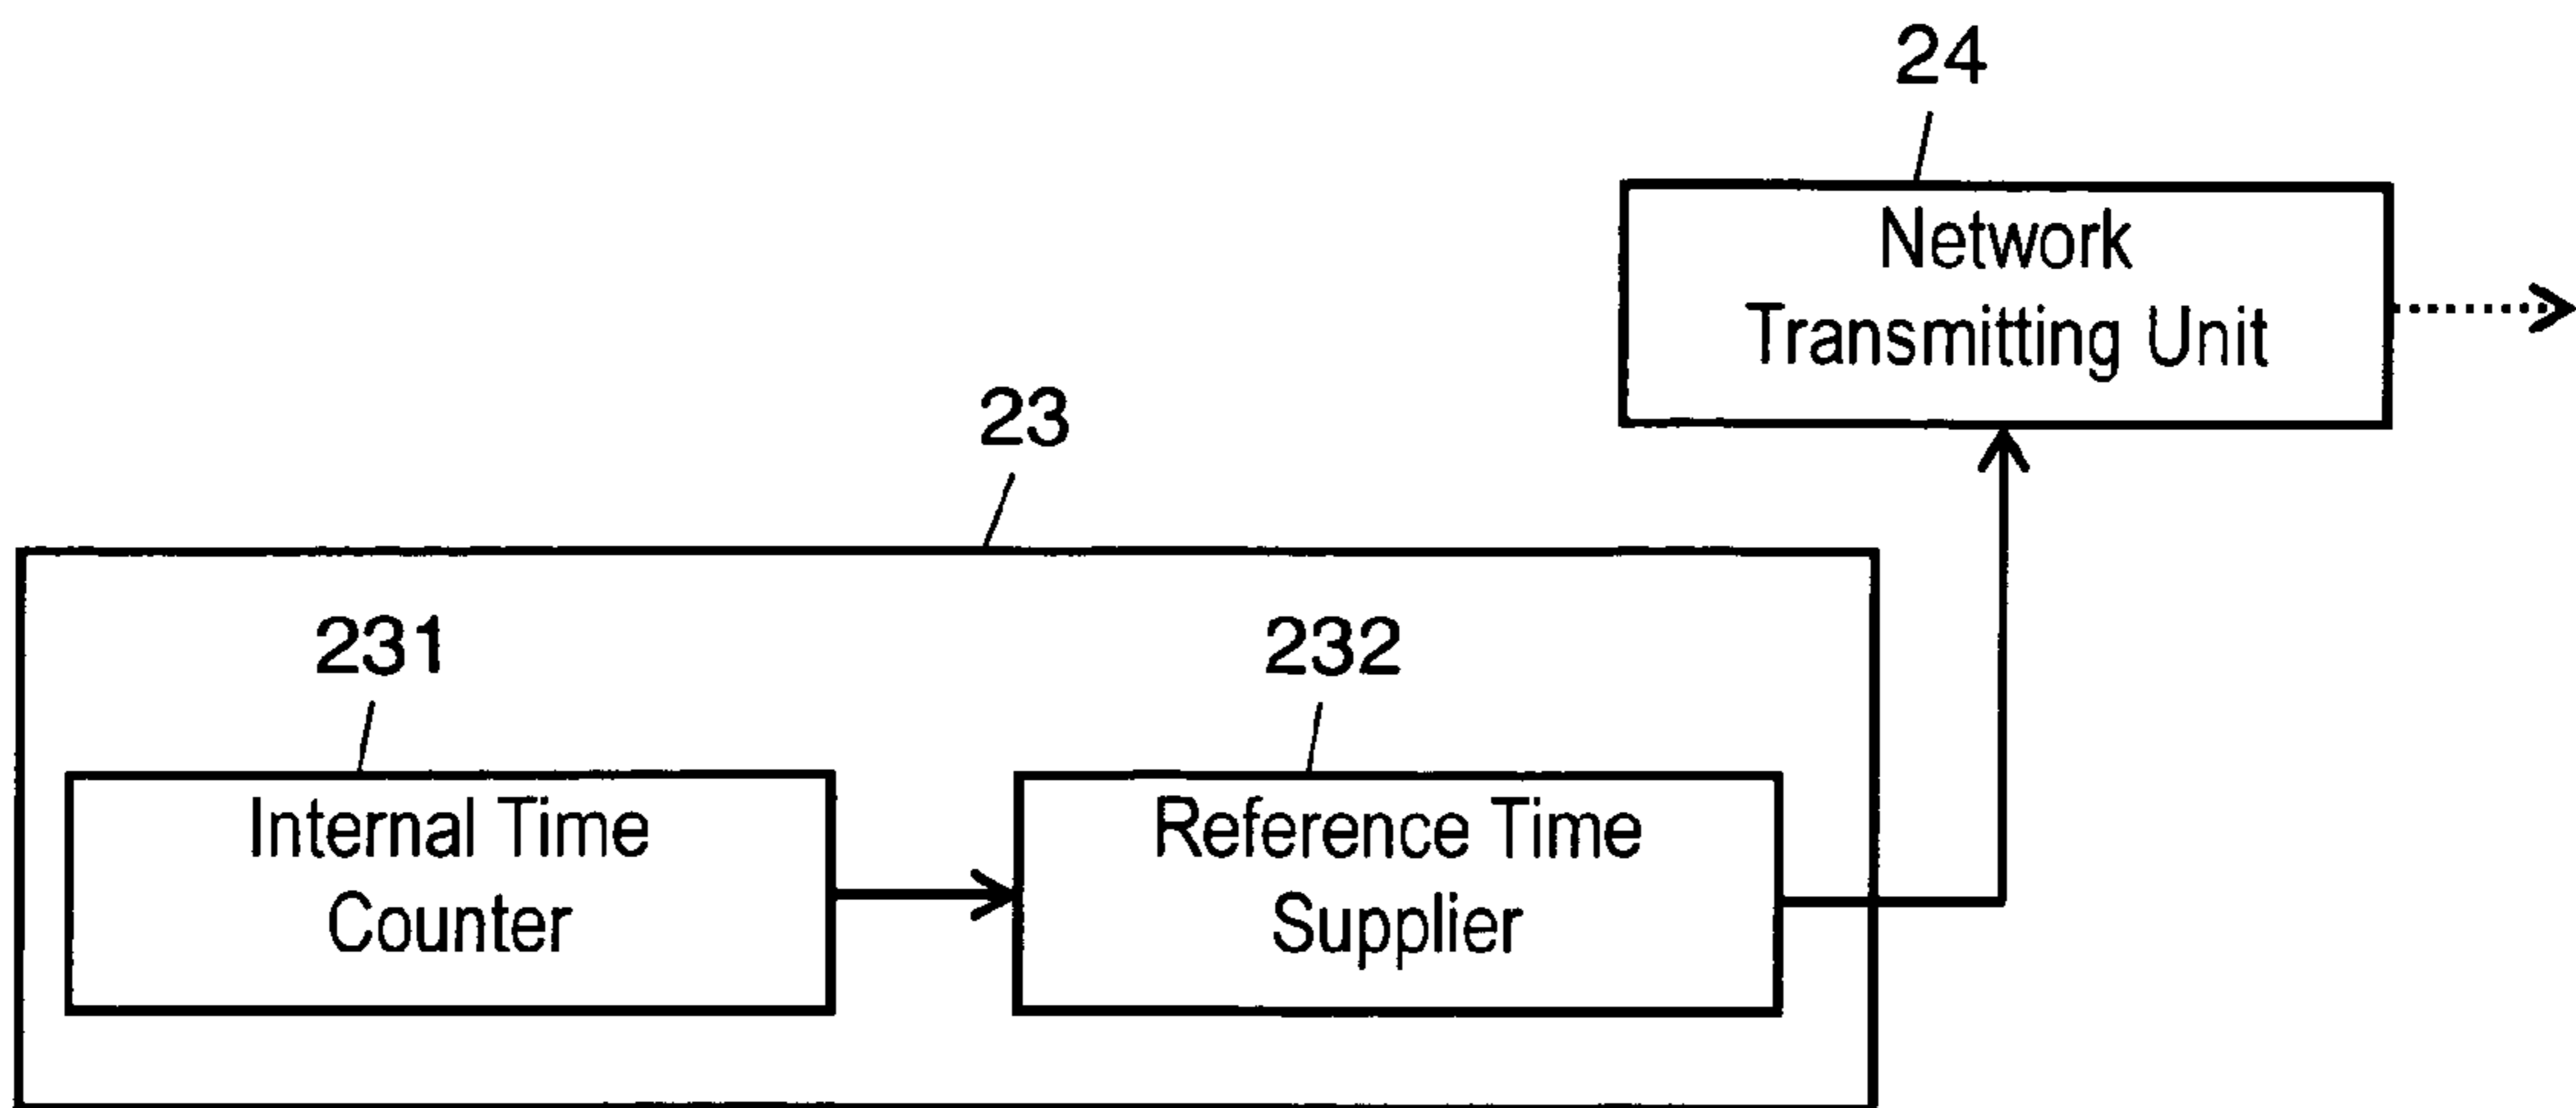 24
Network
Transmitting Unit
23
231
232
Internal Time
Counter
Reference Time
Supplier